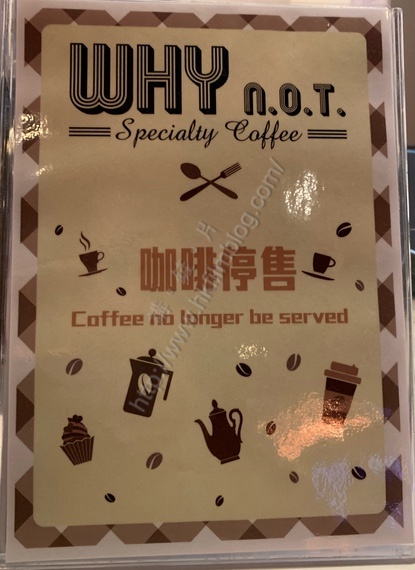 WHY n.o.t.
Specialty Coffee
咖啡停售
Coffee no longer be served